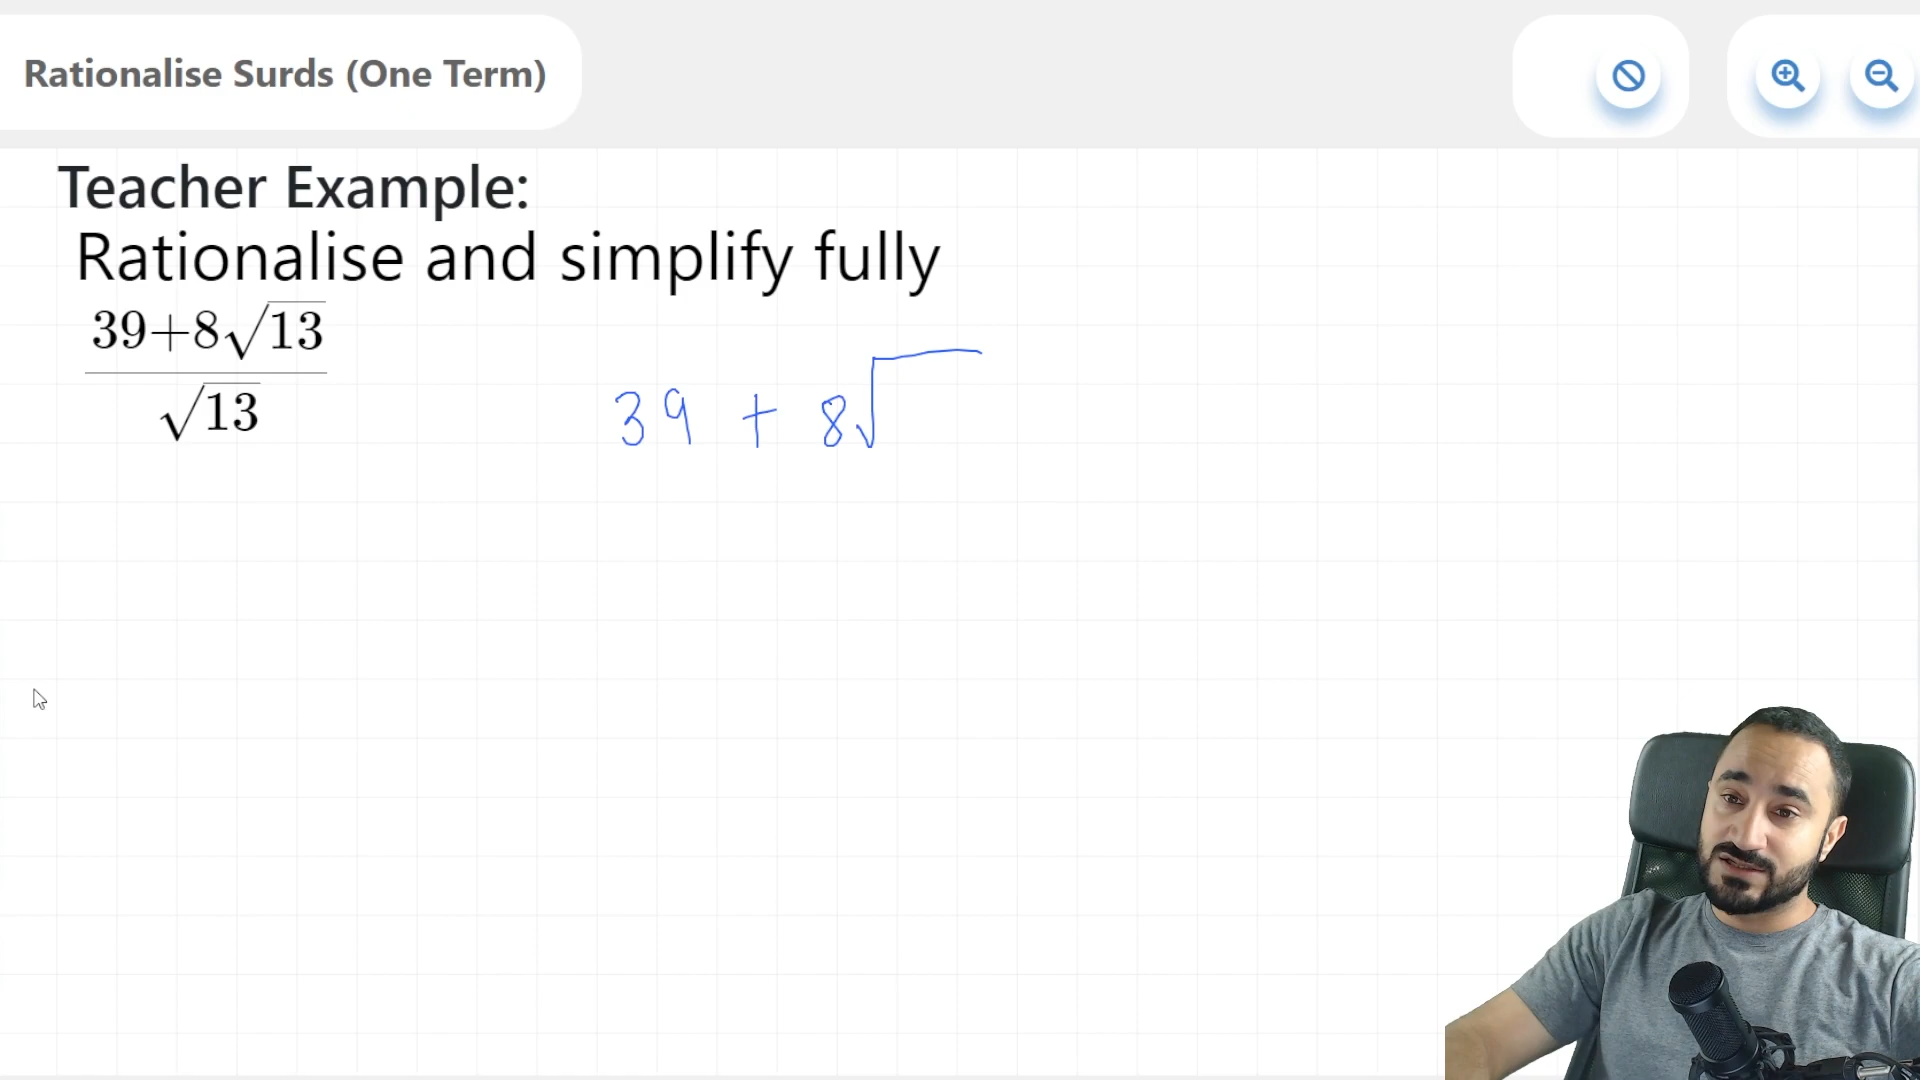 Rationalise Surds (One Term)
Teacher Example:
Rationalise and simplify fully
39+8√13
√13
39 + 8√